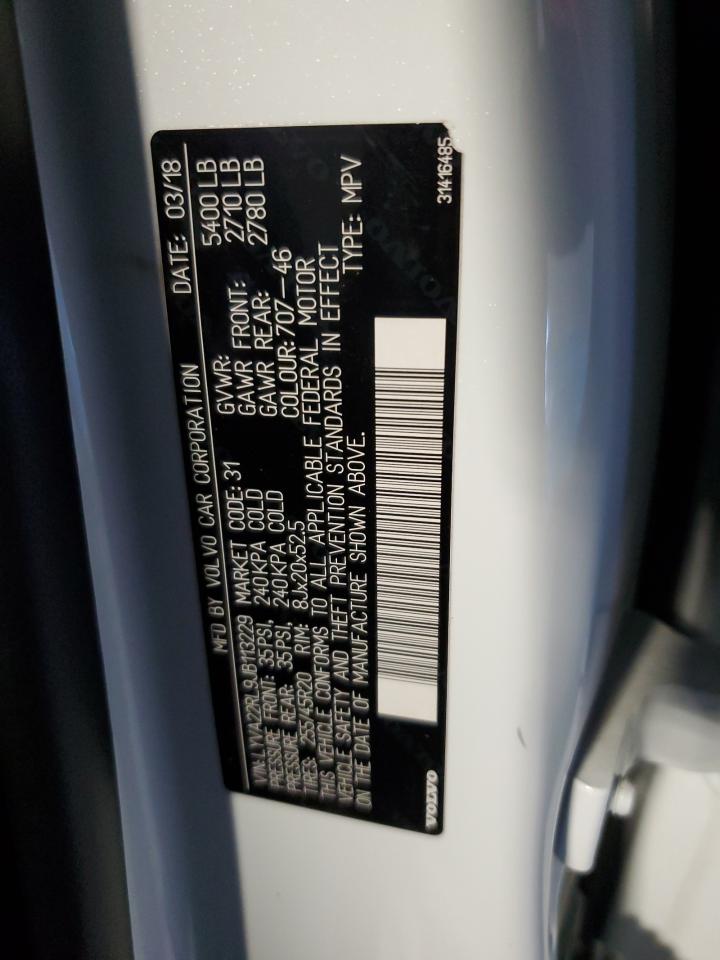 MFD BY VOLVO CAR CORPORATION DATE: 03/18
VIN: LYVA22RL9JB113229 MARKET CODE: 31 GVWR: 5400 LB
PRESSURE FRONT: 35PSI, 240KPA COLD GAWR FRONT: 2710 LB
PRESSURE REAR: 35PSI, 240KPA COLD GAWR REAR: 2780 LB
TIRES: 255/45R20 RIM: 8Jx20x52.5 COLOUR: 707-46
THIS VEHICLE CONFORMS TO ALL APPLICABLE FEDERAL MOTOR
VEHICLE SAFETY AND THEFT PREVENTION STANDARDS IN EFFECT
ON THE DATE OF MANUFACTURE SHOWN ABOVE. TYPE: MPV
VOLVO 31416485